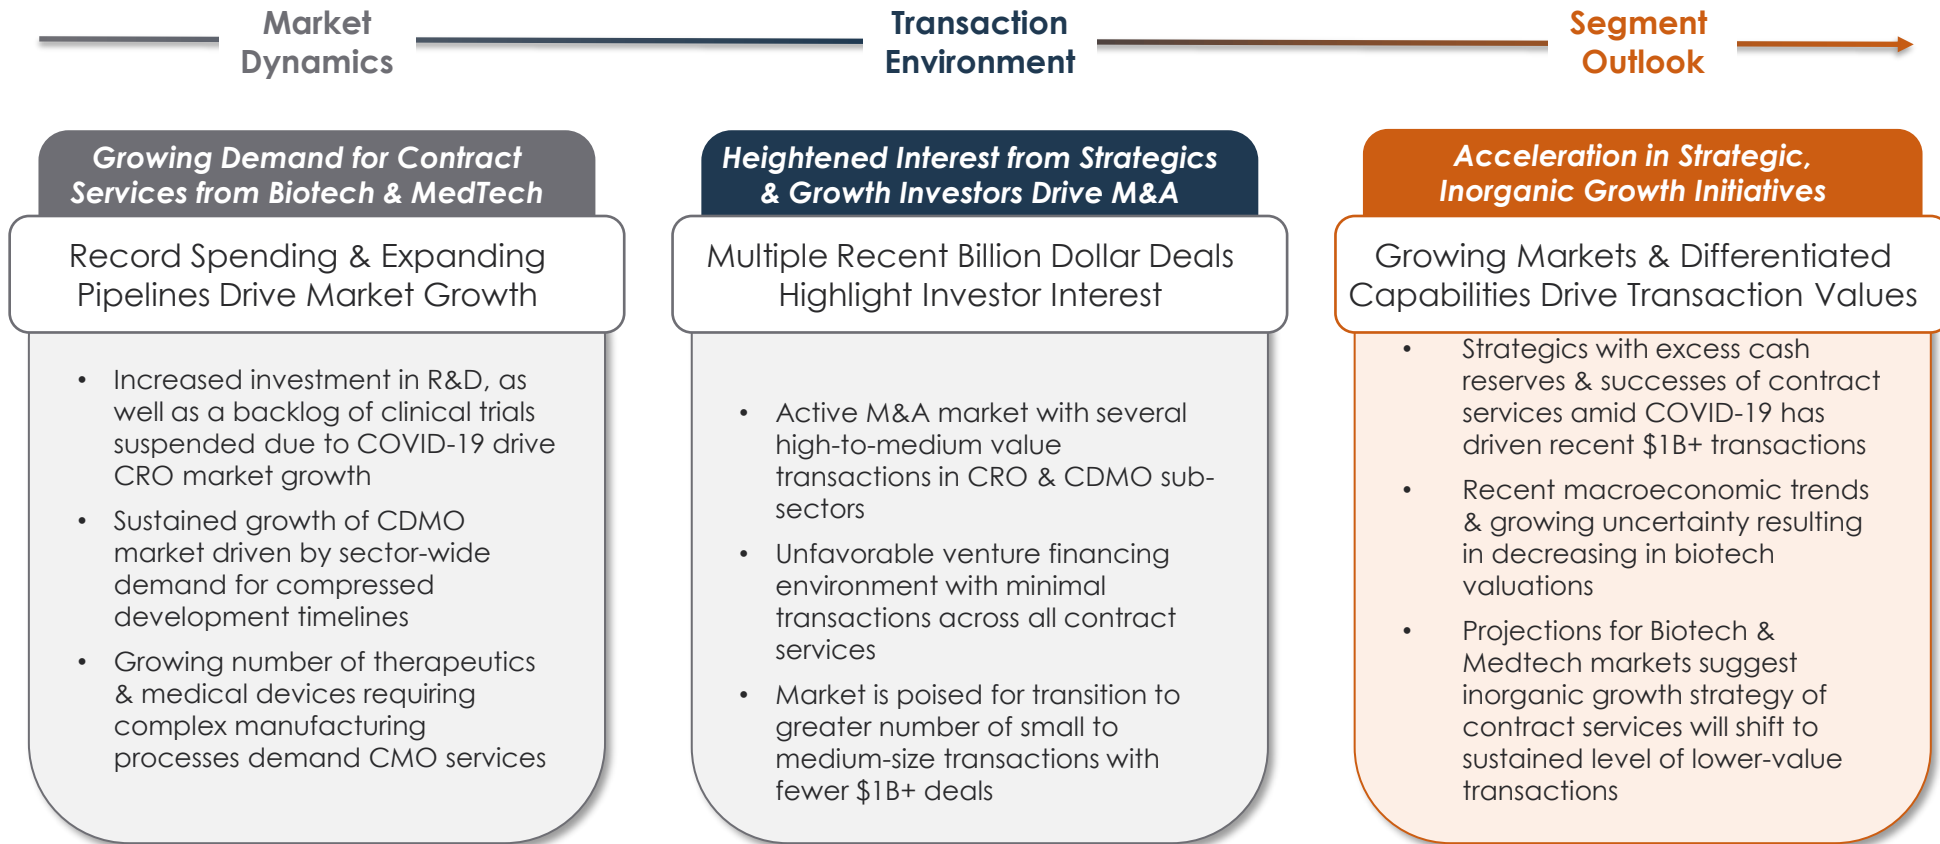 Market
Dynamics
Transaction
Environment
Segment
Outlook
Growing Demand for Contract
Services from Biotech & MedTech
Record Spending & Expanding
Pipelines Drive Market Growth
• Increased investment in R&D, as
well as a backlog of clinical trials
suspended due to COVID-19 drive
CRO market growth
• Sustained growth of CDMO
market driven by sector-wide
demand for compressed
development timelines
• Growing number of therapeutics
& medical devices requiring
complex manufacturing
processes demand CMO services
Heightened Interest from Strategics
& Growth Investors Drive M&A
Multiple Recent Billion Dollar Deals
Highlight Investor Interest
• Active M&A market with several
high-to-medium value
transactions in CRO & CDMO sub-
sectors
• Unfavorable venture financing
environment with minimal
transactions across all contract
services
• Market is poised for transition to
greater number of small to
medium-size transactions with
fewer $1B+ deals
Acceleration in Strategic,
Inorganic Growth Initiatives
Growing Markets & Differentiated
Capabilities Drive Transaction Values
• Strategics with excess cash
reserves & successes of contract
services amid COVID-19 has
driven recent $1B+ transactions
• Recent macroeconomic trends
& growing uncertainty resulting
in decreasing in biotech
valuations
• Projections for Biotech &
Medtech markets suggest
inorganic growth strategy of
contract services will shift to
sustained level of lower-value
transactions